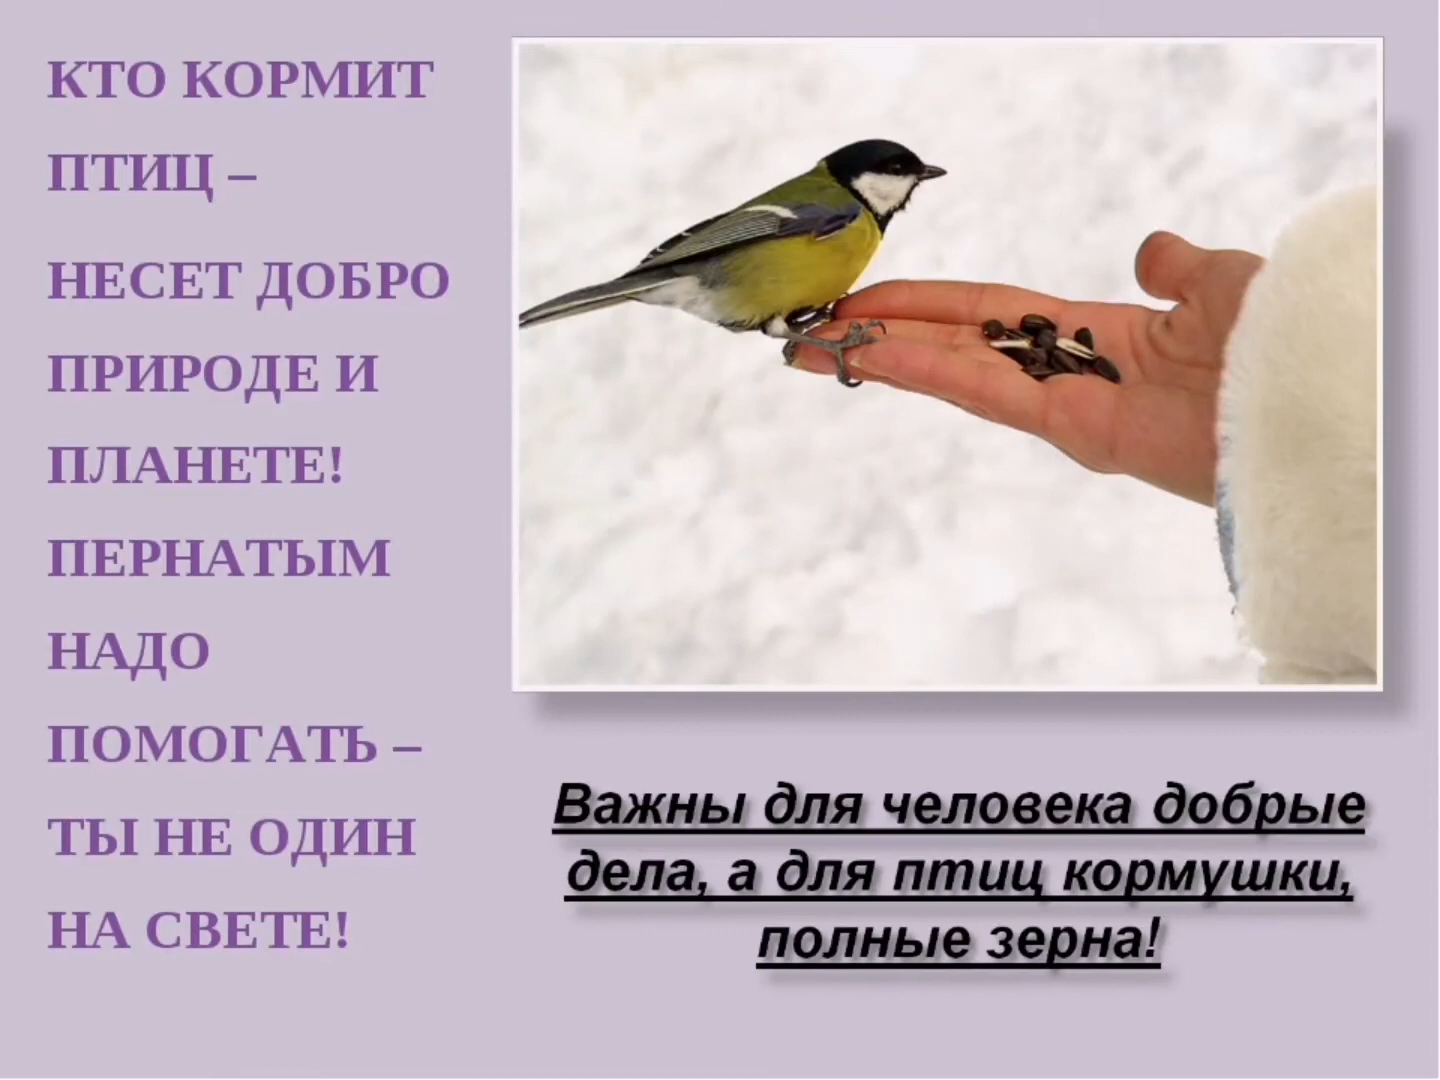 КТО КОРМИТ
ПТИЦ –
НЕСЕТ ДОБРО
ПРИРОДЕ И
ПЛАНЕТЕ!
ПЕРНАТЫМ
НАДО
ПОМОГАТЬ –
ТЫ НЕ ОДИН
НА СВЕТЕ!
Важны для человека добрые
дела, а для птиц кормушки,
полные зерна!